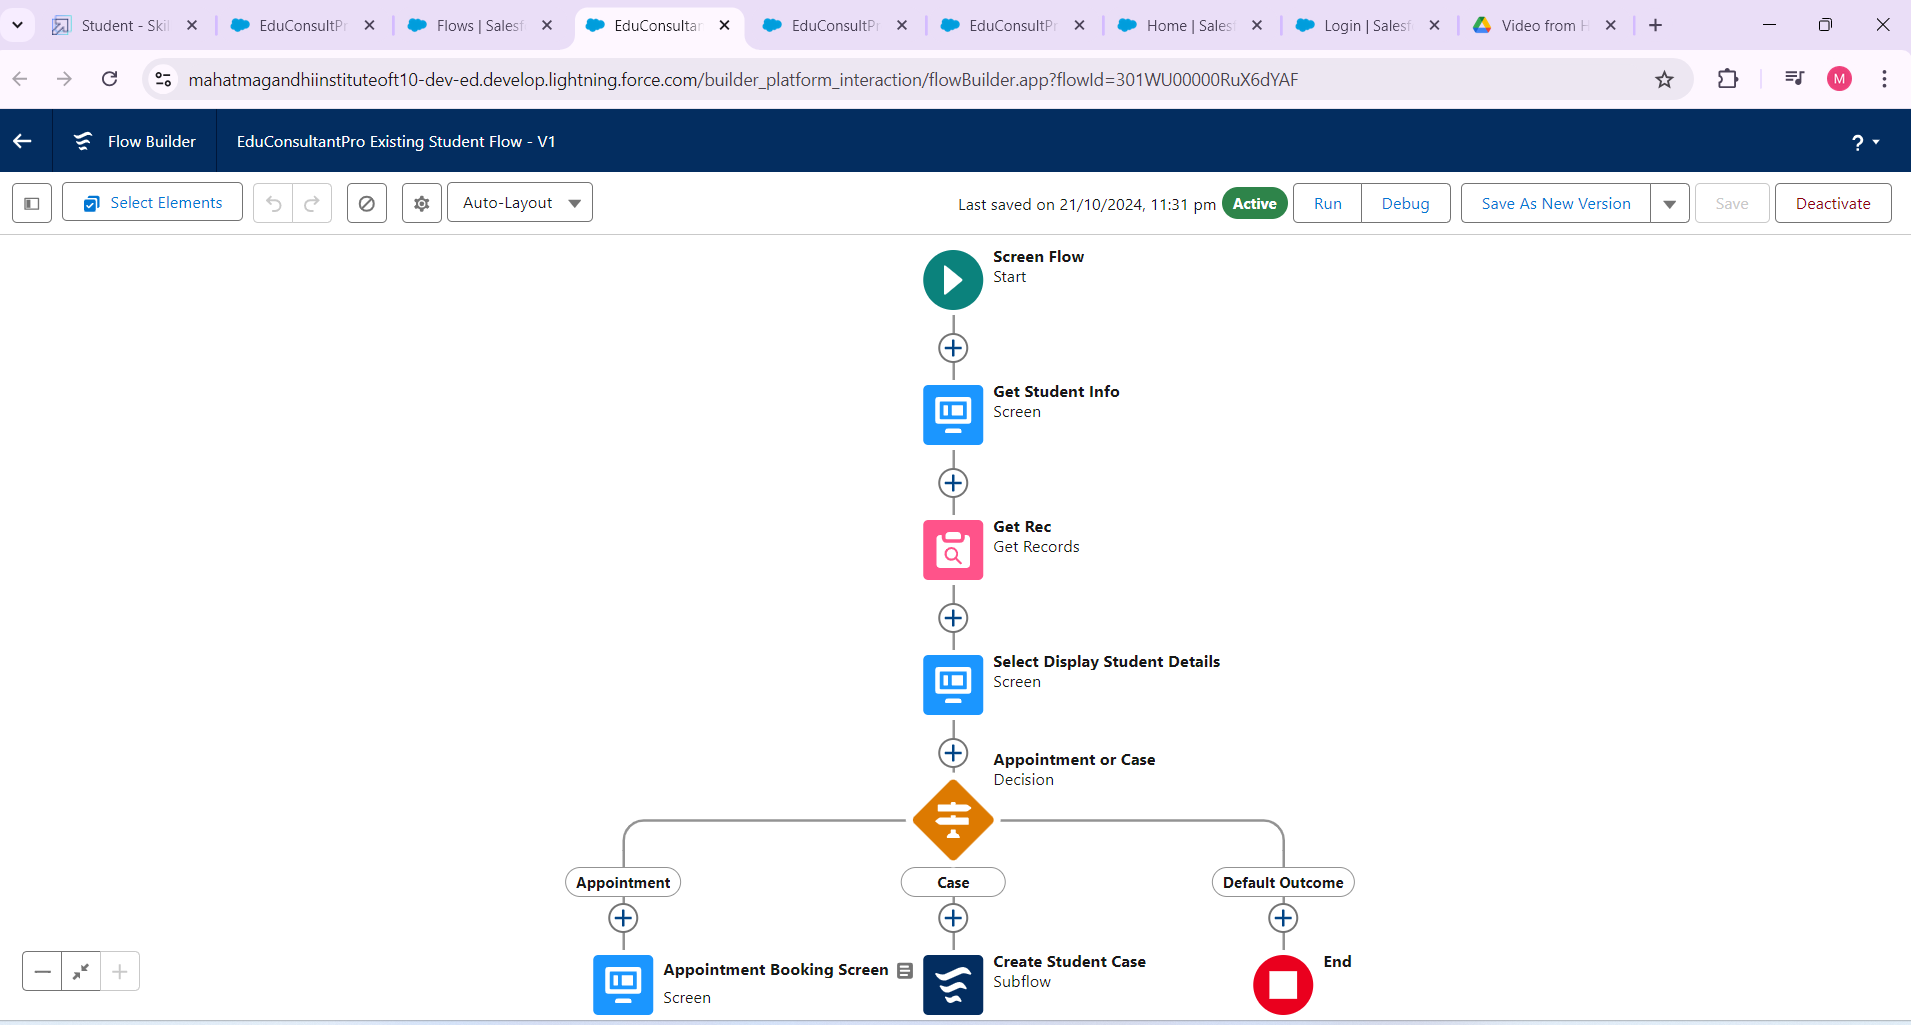 Student - Skil
EduConsultPr
Flows | Salesf
EduConsultan
EduConsultPr
EduConsultPr
Home | Salesf
Login | Salesf
Video from H
mahatmagandhiinstituteoft10-dev-ed.develop.lightning.force.com/builder_platform_interaction/flowBuilder.app?flowId=301WU00000RuX6dYAF
M
Flow Builder
EduConsultantPro Existing Student Flow - V1
?
Select Elements
Auto-Layout
Last saved on 21/10/2024, 11:31 pm
Active
Run
Debug
Save As New Version
Save
Deactivate
Screen Flow
Start
Get Student Info
Screen
Get Rec
Get Records
Select Display Student Details
Screen
Appointment or Case
Decision
Appointment
Case
Default Outcome
Appointment Booking Screen
Screen
Create Student Case
Subflow
End